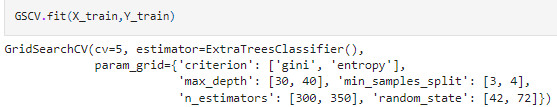 GSCV.fit(X_train,Y_train)
GridSearchCV(cv=5, estimator=ExtraTreesClassifier(),
param_grid={'criterion': ['gini', 'entropy'],
'max_depth': [30, 40], 'min_samples_split': [3, 4],
'n_estimators': [300, 350], 'random_state': [42, 72]})